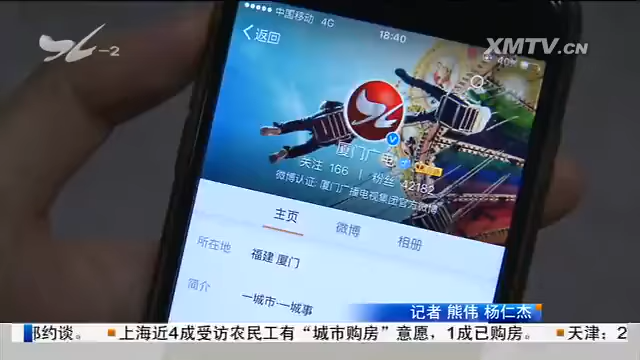 -2
XMTV.CN
中国移动 4G
18:40
40%
返回
厦门广电
关注 166 | 粉丝 42182
微博认证: 厦门广播电视集团官方微博
主页 微博 相册
所在地 福建 厦门
简介 一城市·一城事
记者 熊伟 杨仁杰
部约谈。 ■上海近4成受访农民工有“城市购房”意愿，1成已购房。 ■天津：2